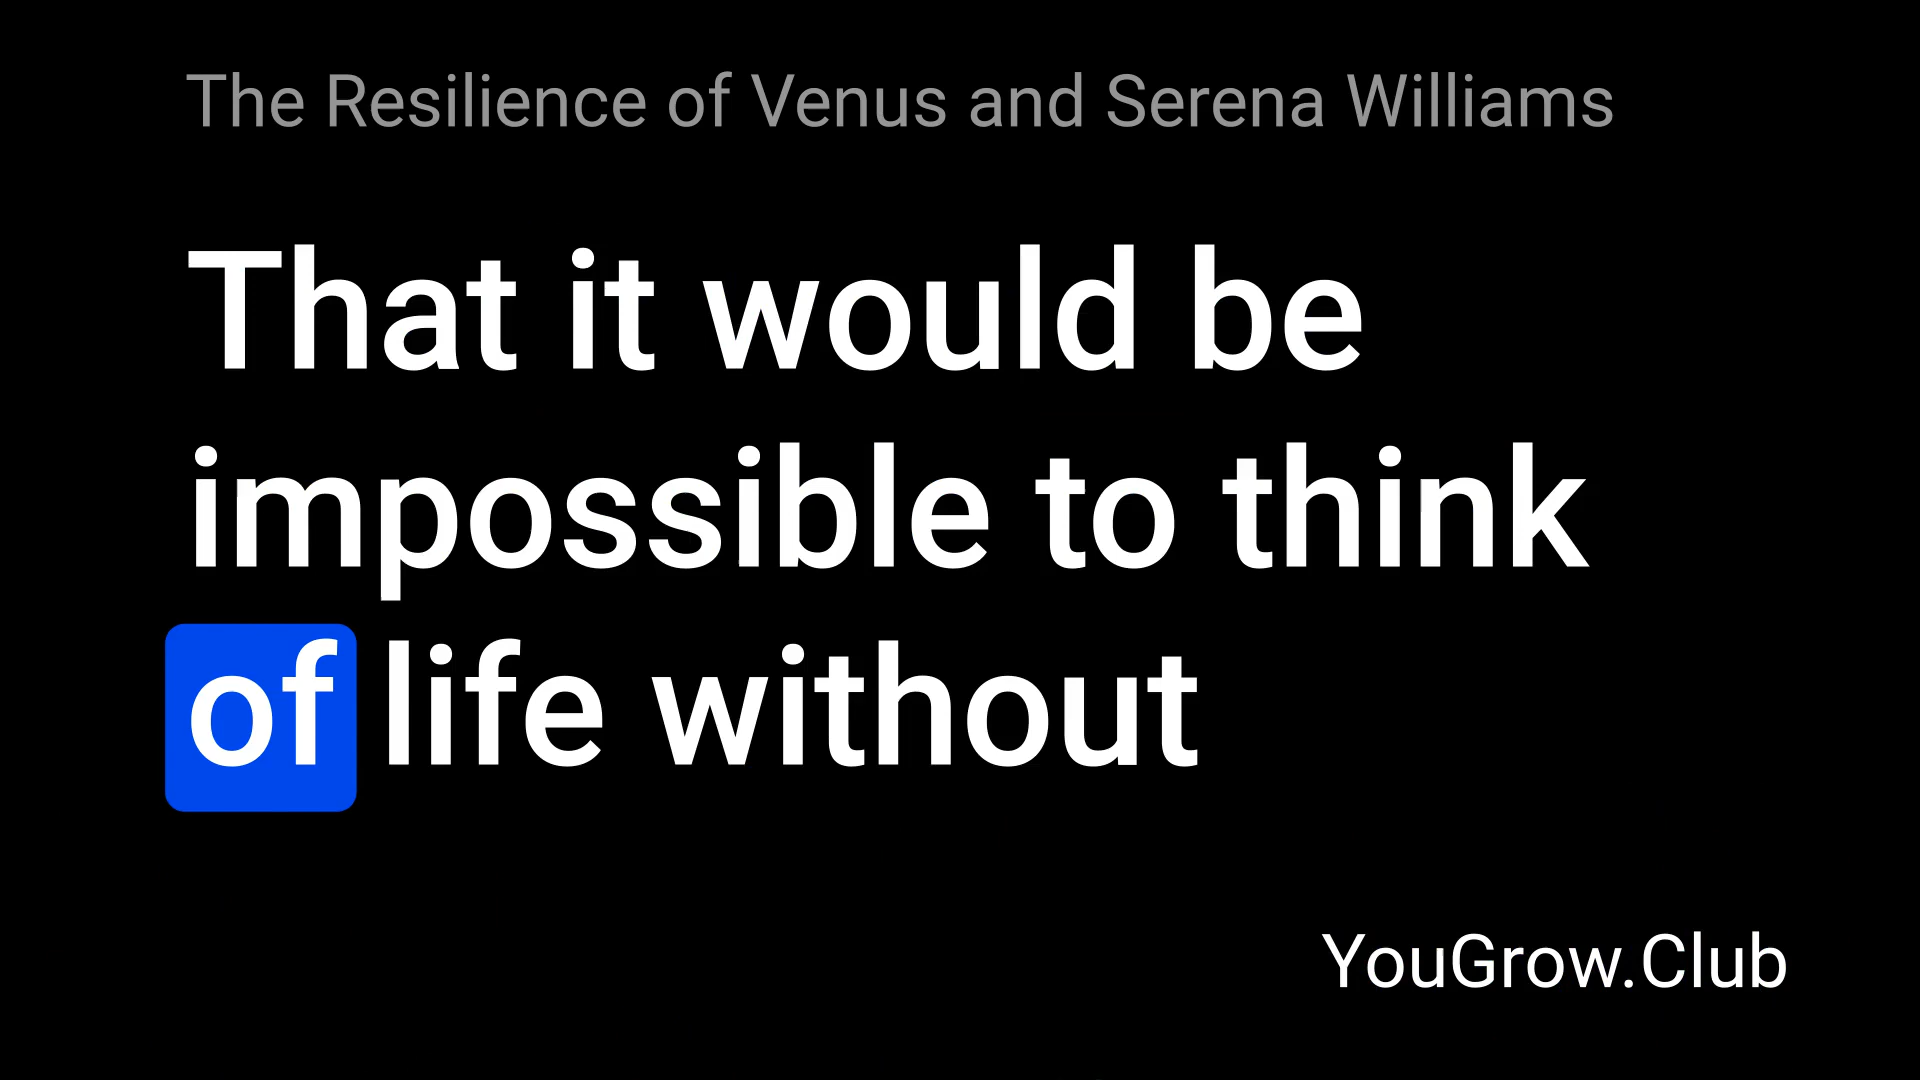 The Resilience of Venus and Serena Williams
That it would be
impossible to think
of life without
YouGrow.Club